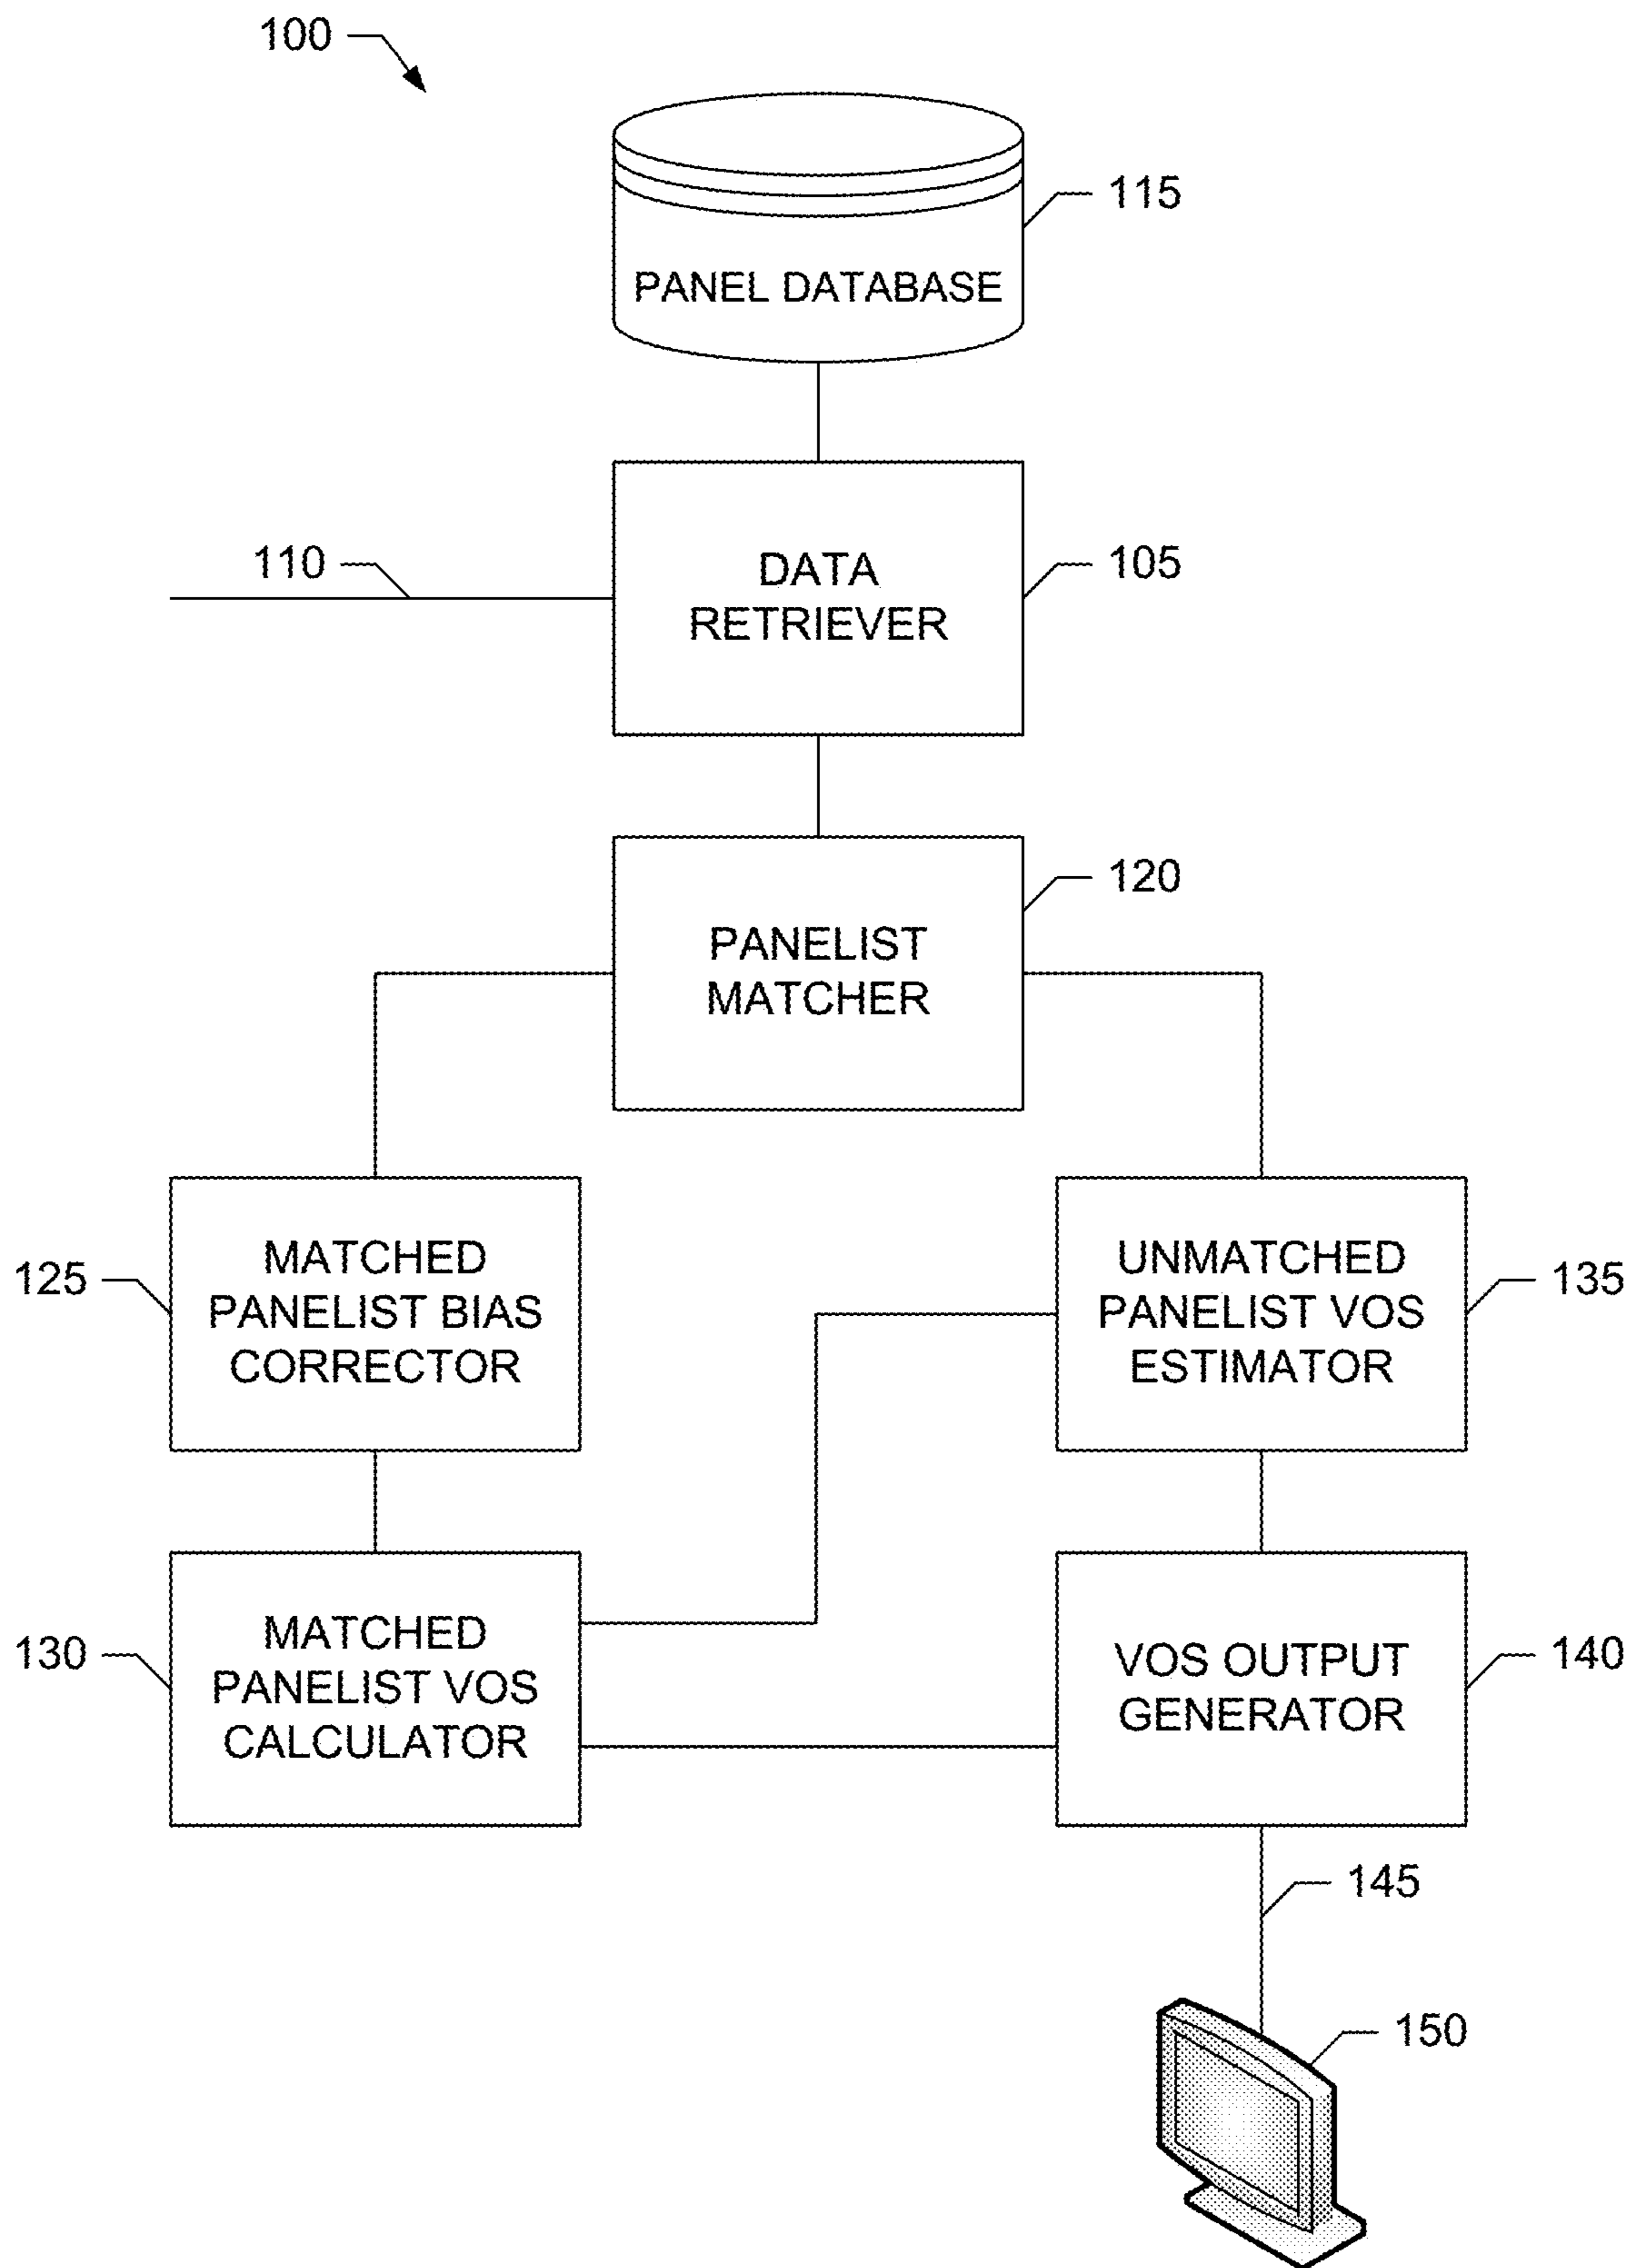 100
115
PANEL DATABASE
110
DATA
RETRIEVER
105
120
PANELIST
MATCHER
125
MATCHED
PANELIST BIAS
CORRECTOR
UNMATCHED
PANELIST VOS
ESTIMATOR
135
130
MATCHED
PANELIST VOS
CALCULATOR
VOS OUTPUT
GENERATOR
140
145
150